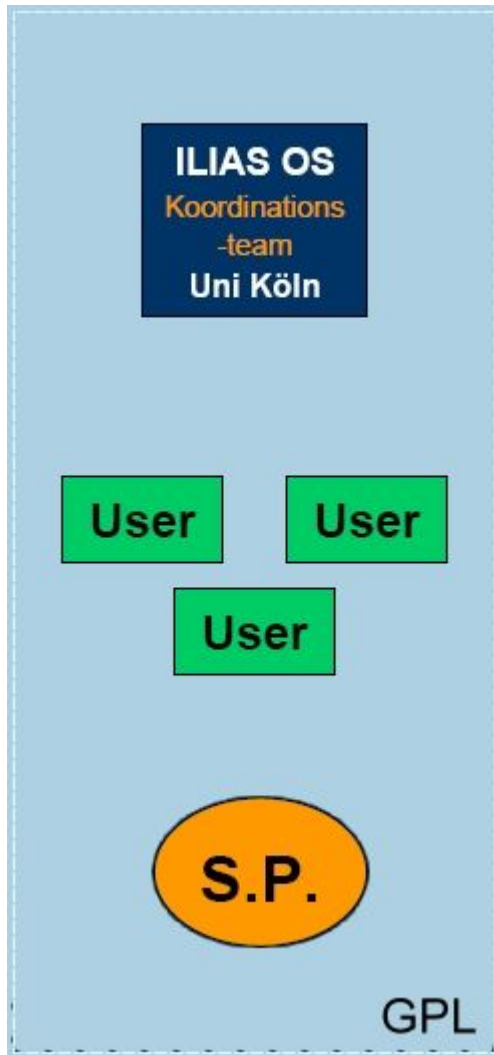 ILIAS OS
Koordinations
-team
Uni Köln
User User
User
S.P.
GPL